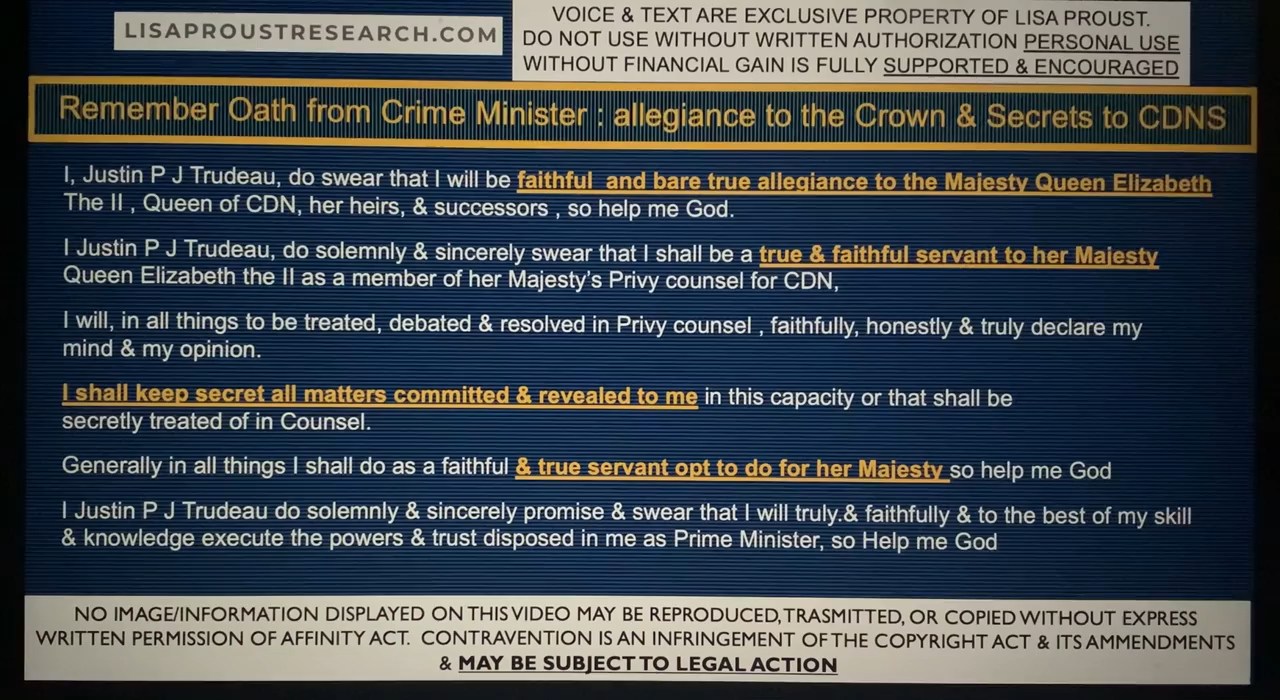 LISAPROUSTRESEARCH.COM
VOICE & TEXT ARE EXCLUSIVE PROPERTY OF LISA PROUST.
DO NOT USE WITHOUT WRITTEN AUTHORIZATION PERSONAL USE
WITHOUT FINANCIAL GAIN IS FULLY SUPPORTED & ENCOURAGED
Remember Oath from Crime Minister : allegiance to the Crown & Secrets to CDNS
I, Justin P J Trudeau, do swear that I will be faithful and bare true allegiance to the Majesty Queen Elizabeth
The II , Queen of CDN, her heirs, & successors , so help me God.
I Justin P J Trudeau, do solemnly & sincerely swear that I shall be a true & faithful servant to her Majesty
Queen Elizabeth the II as a member of her Majesty's Privy counsel for CDN,
I will, in all things to be treated, debated & resolved in Privy counsel , faithfully, honestly & truly declare my
mind & my opinion.
I shall keep secret all matters committed & revealed to me in this capacity or that shall be
secretly treated of in Counsel.
Generally in all things I shall do as a faithful & true servant opt to do for her Majesty so help me God
I Justin P J Trudeau do solemnly & sincerely promise & swear that I will truly.& faithfully & to the best of my skill
& knowledge execute the powers & trust disposed in me as Prime Minister, so Help me God
NO IMAGE/INFORMATION DISPLAYED ON THIS VIDEO MAY BE REPRODUCED, TRASMITTED, OR COPIED WITHOUT EXPRESS
WRITTEN PERMISSION OF AFFINITY ACT. CONTRAVENTION IS AN INFRINGEMENT OF THE COPYRIGHT ACT & ITS AMMENDMENTS
& MAY BE SUBJECT TO LEGAL ACTION